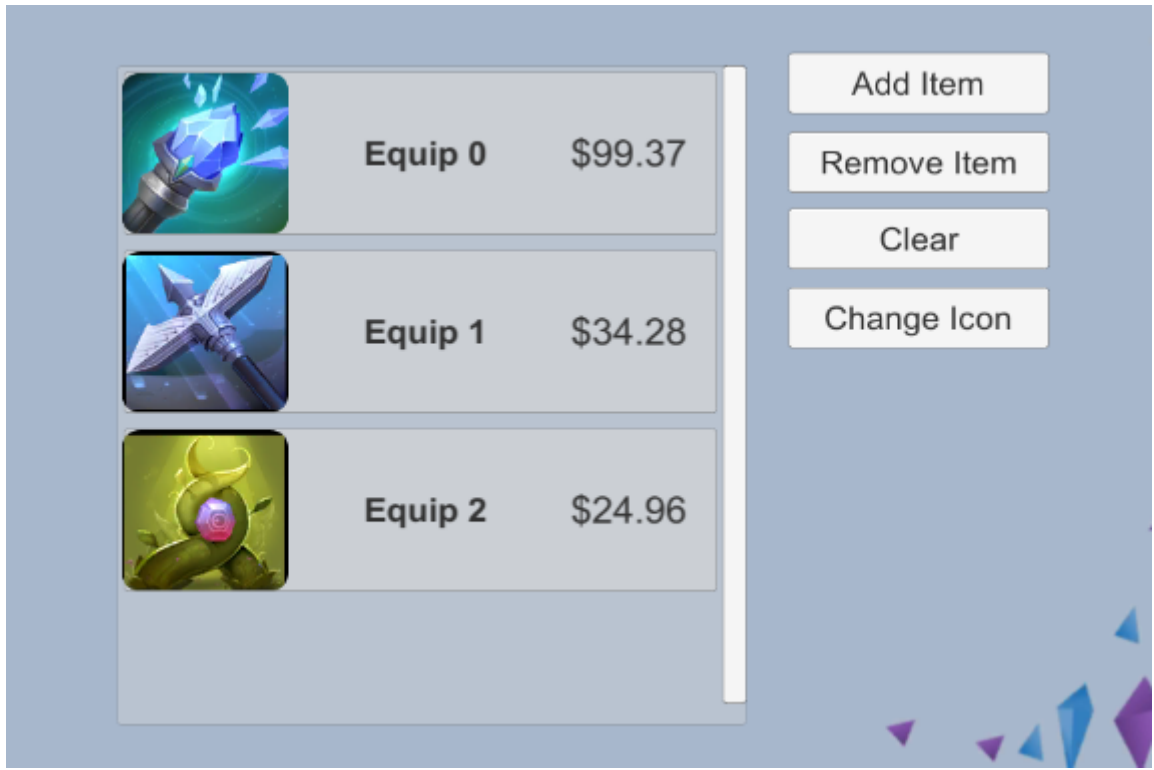 Equip 0 $99.37
Equip 1 $34.28
Equip 2 $24.96
Add Item
Remove Item
Clear
Change Icon